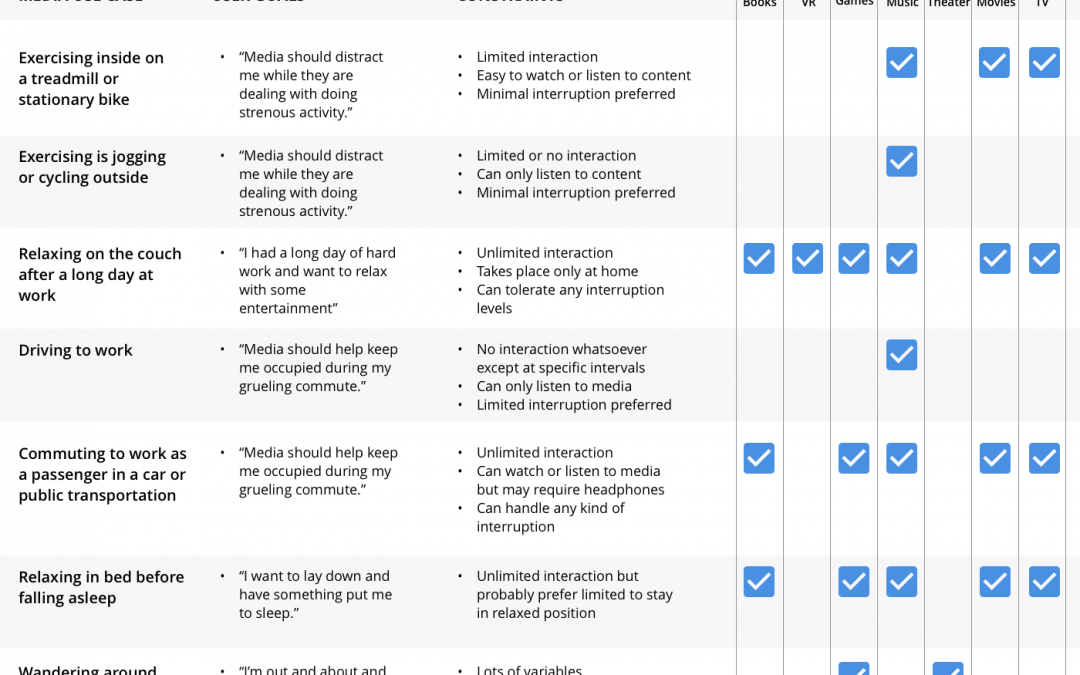 MEDIA USE CASE USER GOALS CONSTRAINTS
Books VR Games Music Theater Movies TV
Exercising inside on
a treadmill or
stationary bike
• “Media should distract
me while they are
dealing with doing
strenous activity.”
• Limited interaction
• Easy to watch or listen to content
• Minimal interruption preferred
Exercising is jogging
or cycling outside
• “Media should distract
me while they are
dealing with doing
strenous activity.”
• Limited or no interaction
• Can only listen to content
• Minimal interruption preferred
Relaxing on the couch
after a long day at
work
• “I had a long day of hard
work and want to relax
with some
entertainment”
• Unlimited interaction
• Takes place only at home
• Can tolerate any interruption
levels
Driving to work
• “Media should help keep
me occupied during my
grueling commute.”
• No interaction whatsoever
except at specific intervals
• Can only listen to media
• Limited interruption preferred
Commuting to work as
a passenger in a car or
public transportation
• “Media should help keep
me occupied during my
grueling commute.”
• Unlimited interaction
• Can watch or listen to media
but may require headphones
• Can handle any kind of
interruption
Relaxing in bed before
falling asleep
• “I want to lay down and
have something put me
to sleep.”
• Unlimited interaction but
probably prefer limited to stay
in relaxed position
Wandering around
• “I’m out and about and
• Lots of variables